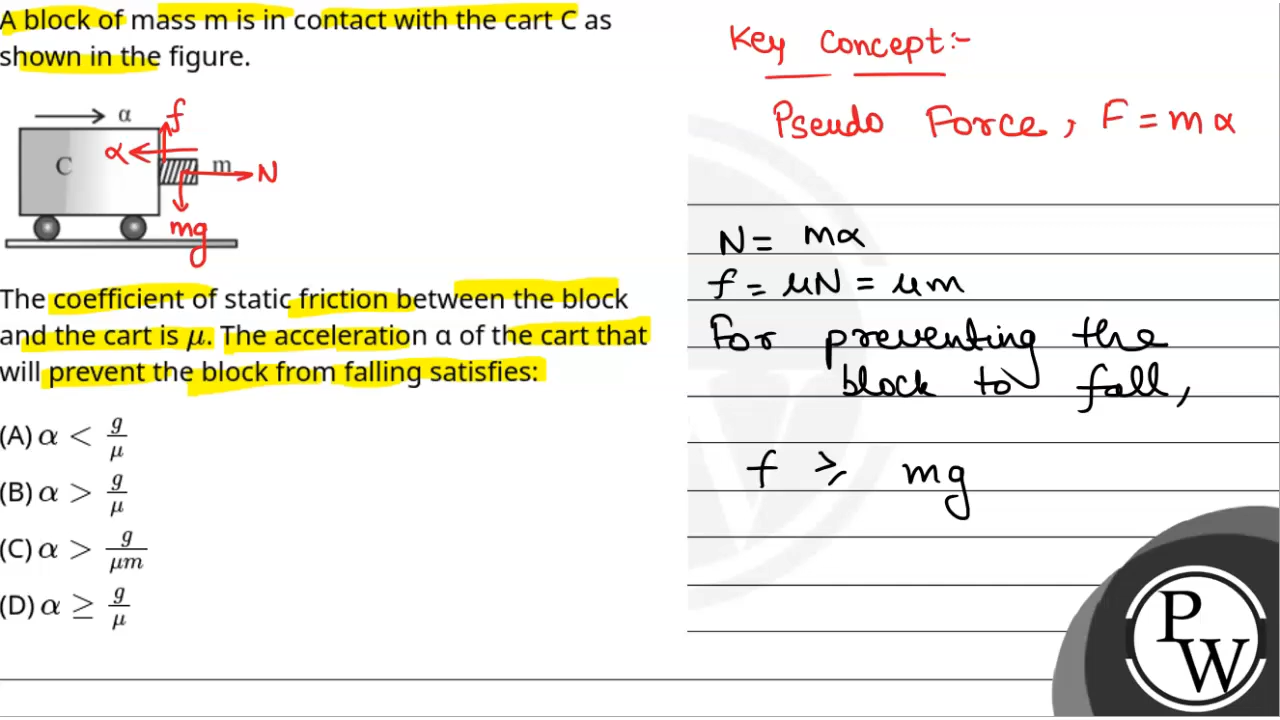 A block of mass m is in contact with the cart C as
shown in the figure.
α
f
C
α
m
N
mg
The coefficient of static friction between the block
and the cart is μ. The acceleration α of the cart that
will prevent the block from falling satisfies:
(A) α < g/μ
(B) α > g/μ
(C) α > g/μm
(D) α ≥ g/μ
Key Concept:-
Pseudo Force, F = mα
N = mα
f = μN = μm
For preventing the
block to fall,
f ≥ mg
P
W